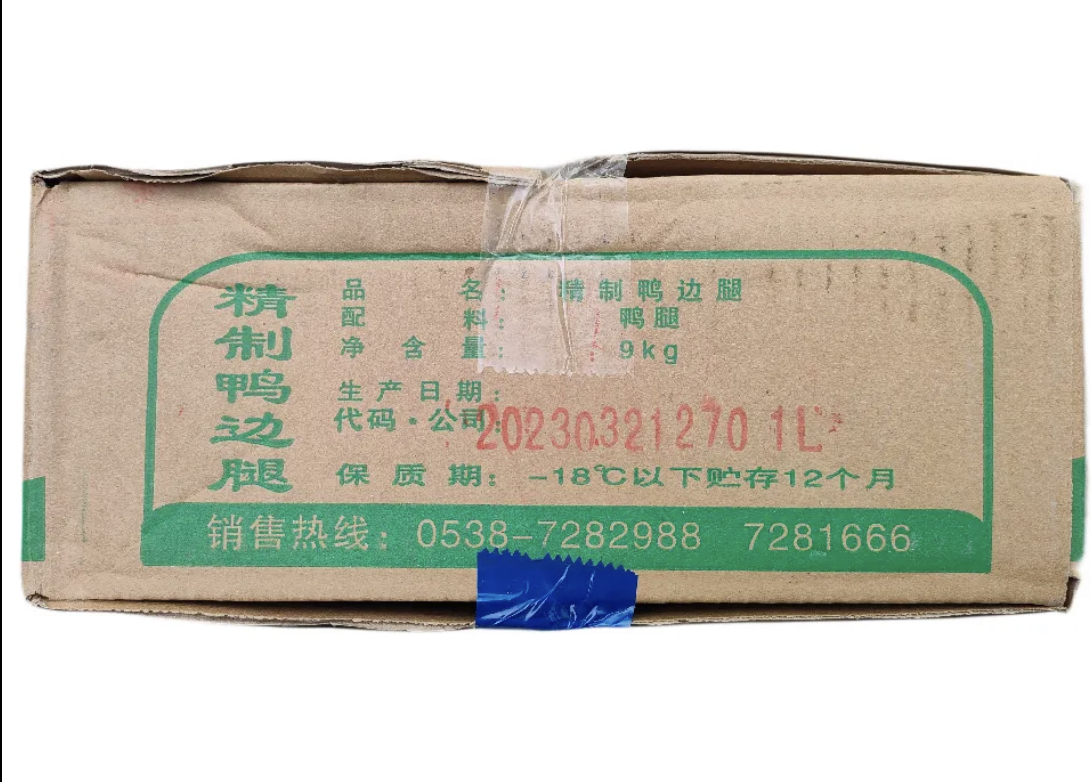 精制鸭边腿
品名：精制鸭边腿
配料：鸭腿
净含量：9kg
生产日期：
代码·公司：20230321270 1L
保质期：-18℃以下贮存12个月
销售热线：0538-7282988 7281666